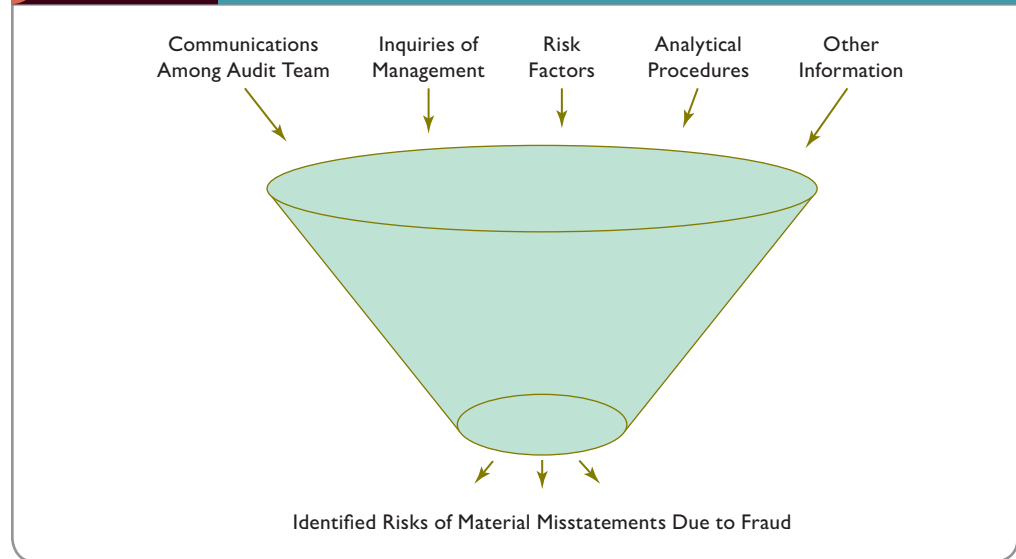 Communications
Among Audit Team
Inquiries of
Management
Risk
Factors
Analytical
Procedures
Other
Information
Identified Risks of Material Misstatements Due to Fraud